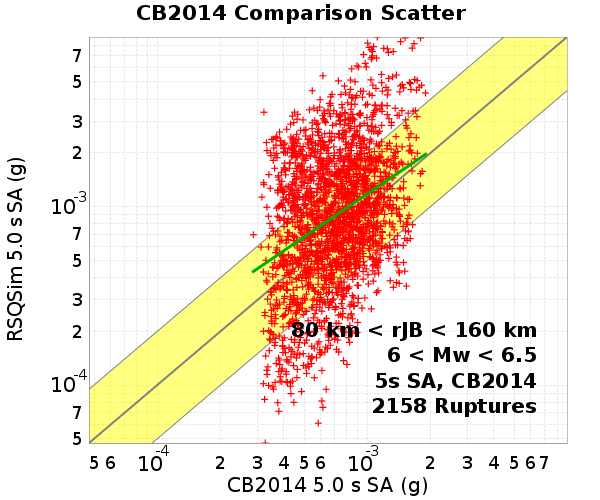 CB2014 Comparison Scatter
RSQSim 5.0 s SA (g)
7
5
3
2
10-3
7
5
3
2
10-4
7
5
80 km < rJB < 160 km
6 < Mw < 6.5
5s SA, CB2014
2158 Ruptures
5 6 10-4 2 3 4 5 6 10-3 2 3 4 5 6 7
CB2014 5.0 s SA (g)